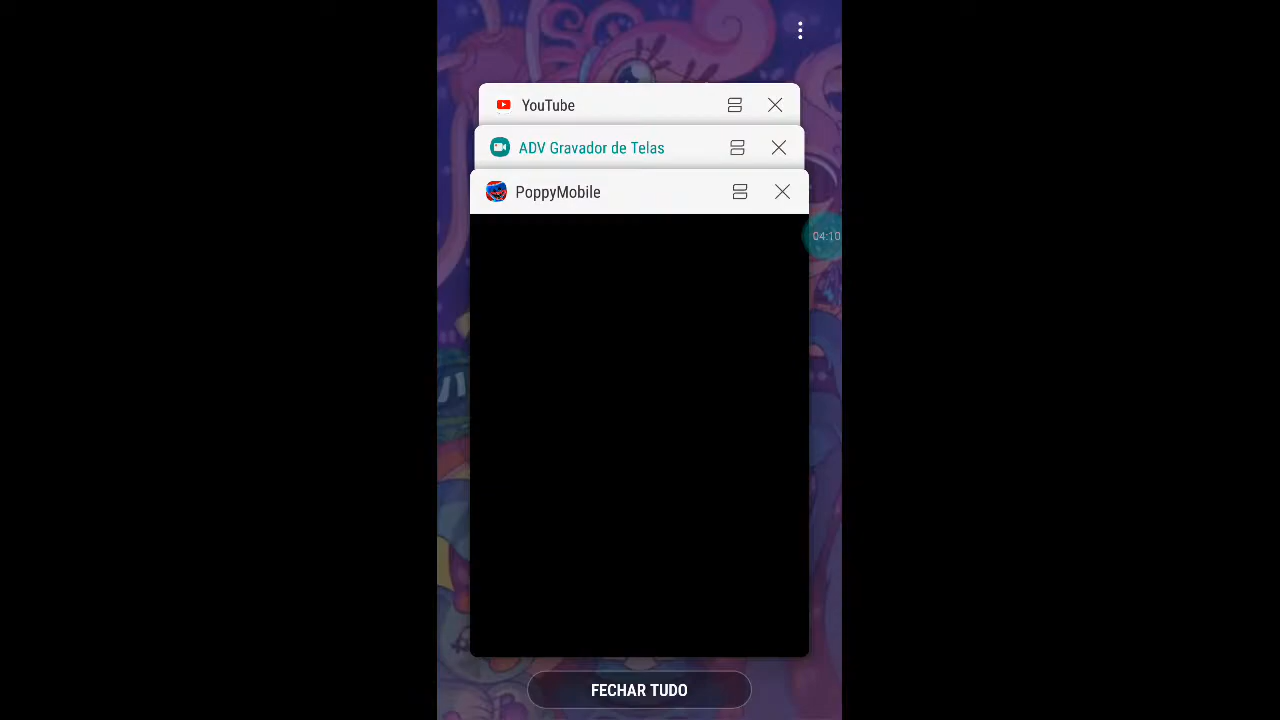 YouTube
ADV Gravador de Telas
PoppyMobile
04:10
FECHAR TUDO